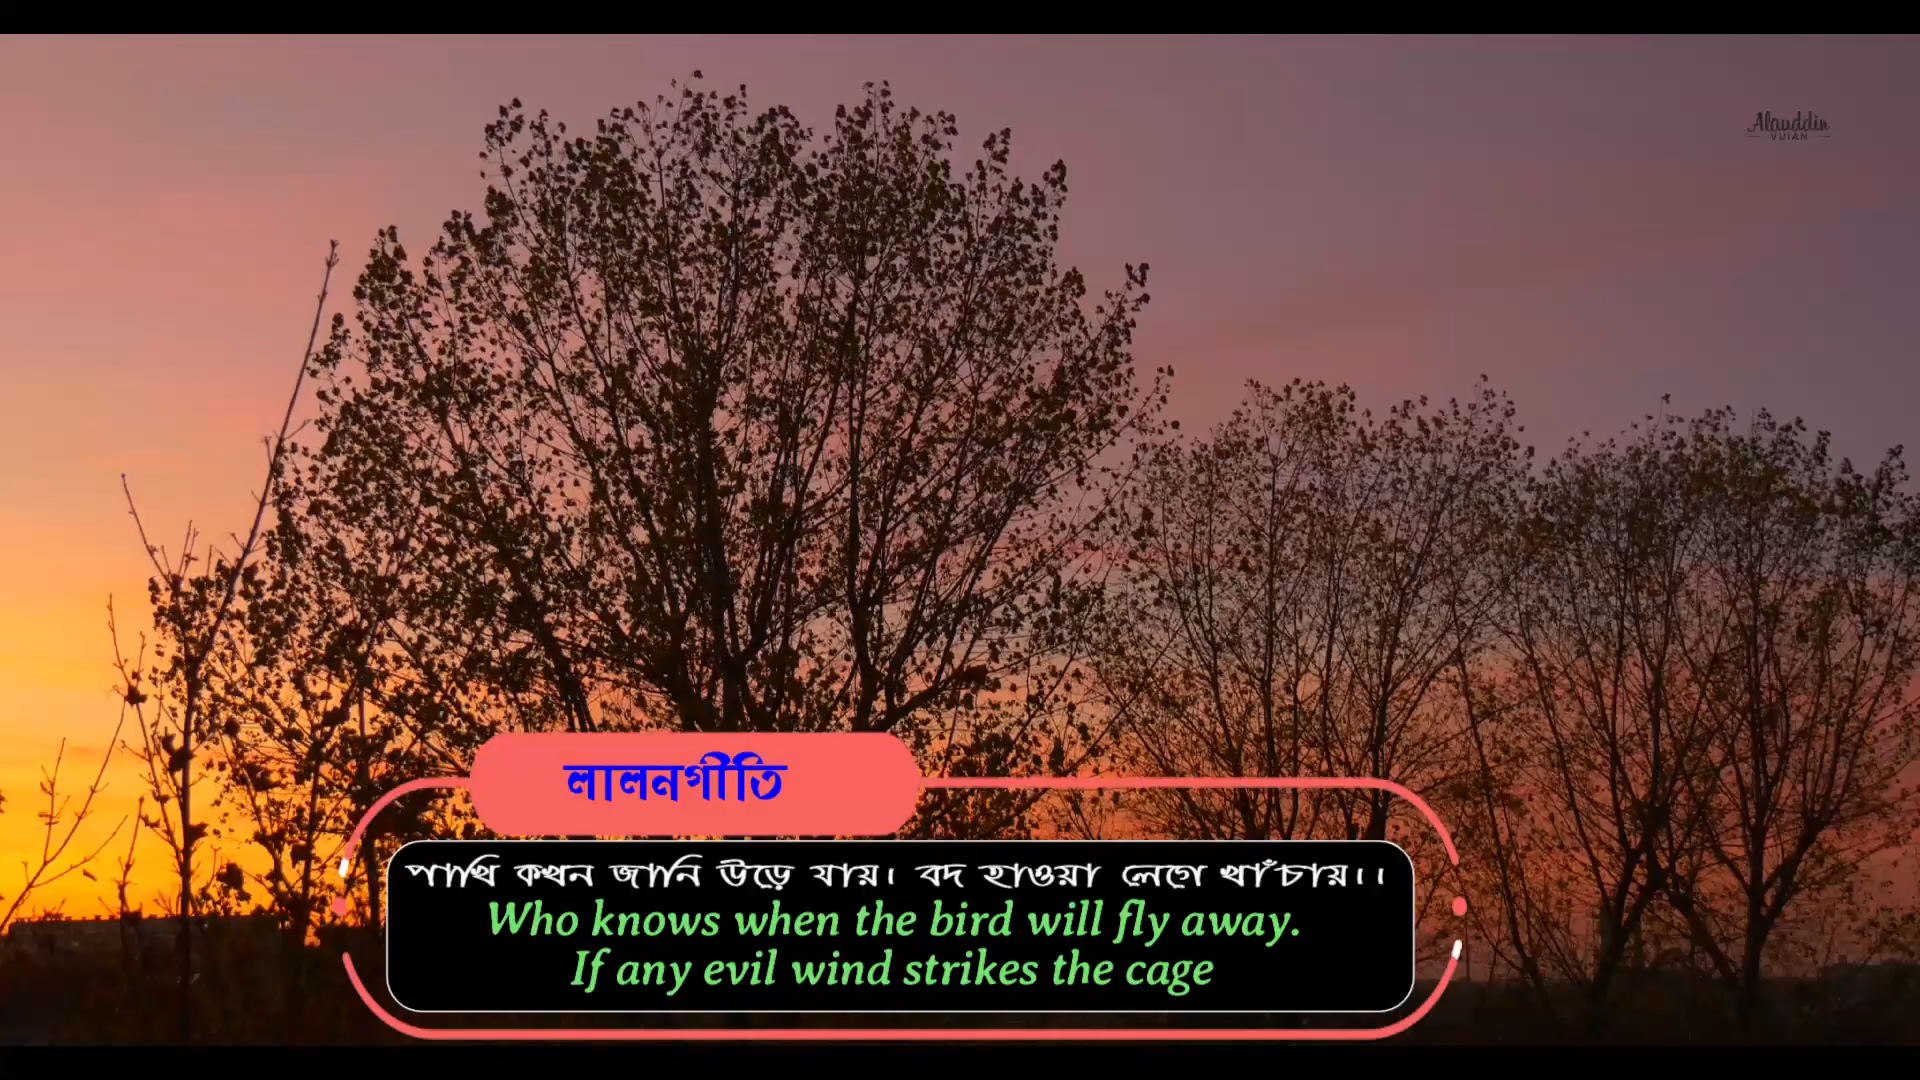 Alauddin
VUIAN
লালনগীতি
পাখি কখন জানি উড়ে যায়। বদ হাওয়া লেগে খাঁচায়।।
Who knows when the bird will fly away.
If any evil wind strikes the cage